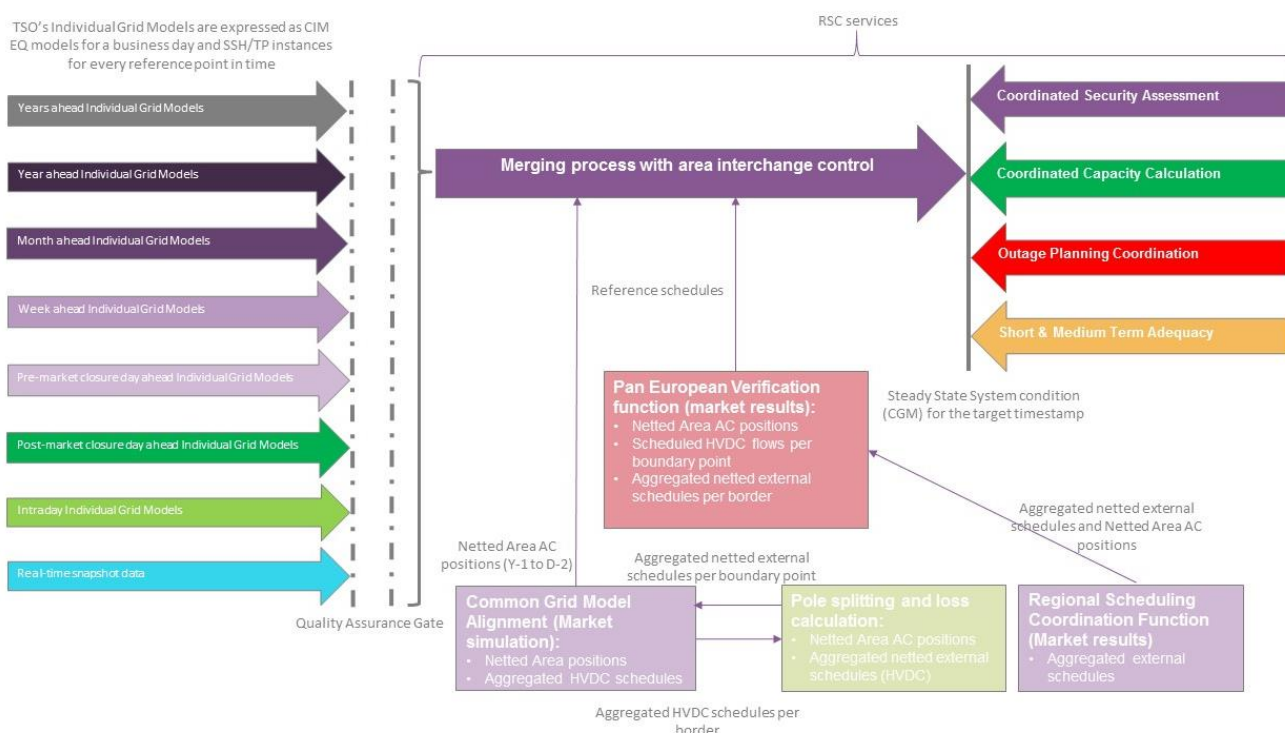 TSO's Individual Grid Models are expressed as CIM
EQ models for a business day and SSH/TP instances
for every reference point in time
RSC services
Years ahead Individual Grid Models
Year ahead Individual Grid Models
Month ahead Individual Grid Models
Week ahead Individual Grid Models
Pre-market closure day ahead Individual Grid Models
Post-market closure day ahead Individual Grid Models
Intraday Individual Grid Models
Real-time snapshot data
Quality Assurance Gate
Merging process with area interchange control
Coordinated Security Assessment
Coordinated Capacity Calculation
Outage Planning Coordination
Short & Medium Term Adequacy
Reference schedules
Steady State System condition
(CGM) for the target timestamp
Pan European Verification
function (market results):
• Netted Area AC positions
• Scheduled HVDC flows per
boundary point
• Aggregated netted external
schedules per border
Aggregated netted external
schedules and Netted Area AC
positions
Netted Area AC
positions (Y-1 to D-2)
Aggregated netted external
schedules per boundary point
Common Grid Model
Alignment (Market
simulation):
• Netted Area positions
• Aggregated HVDC schedules
Pole splitting and loss
calculation:
• Netted Area AC positions
• Aggregated netted external
schedules (HVDC)
Regional Scheduling
Coordination Function
(Market results)
• Aggregated external
schedules
Aggregated HVDC schedules per
border